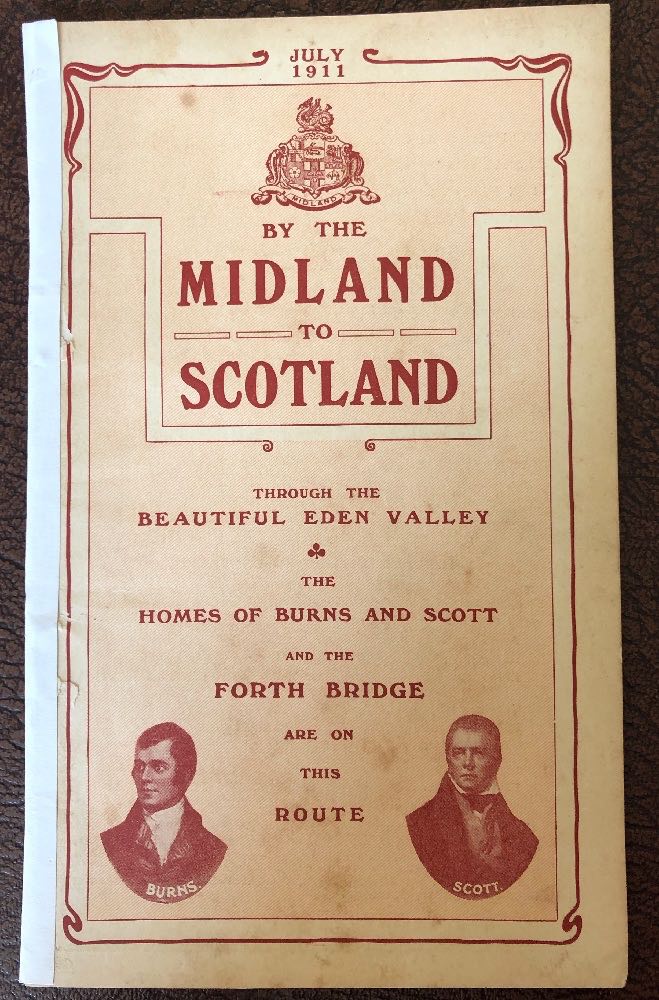 JULY
1911
MIDLAND
BY THE
MIDLAND
TO
SCOTLAND
THROUGH THE
BEAUTIFUL EDEN VALLEY
THE
HOMES OF BURNS AND SCOTT
AND THE
FORTH BRIDGE
ARE ON
THIS
ROUTE
BURNS.
SCOTT.